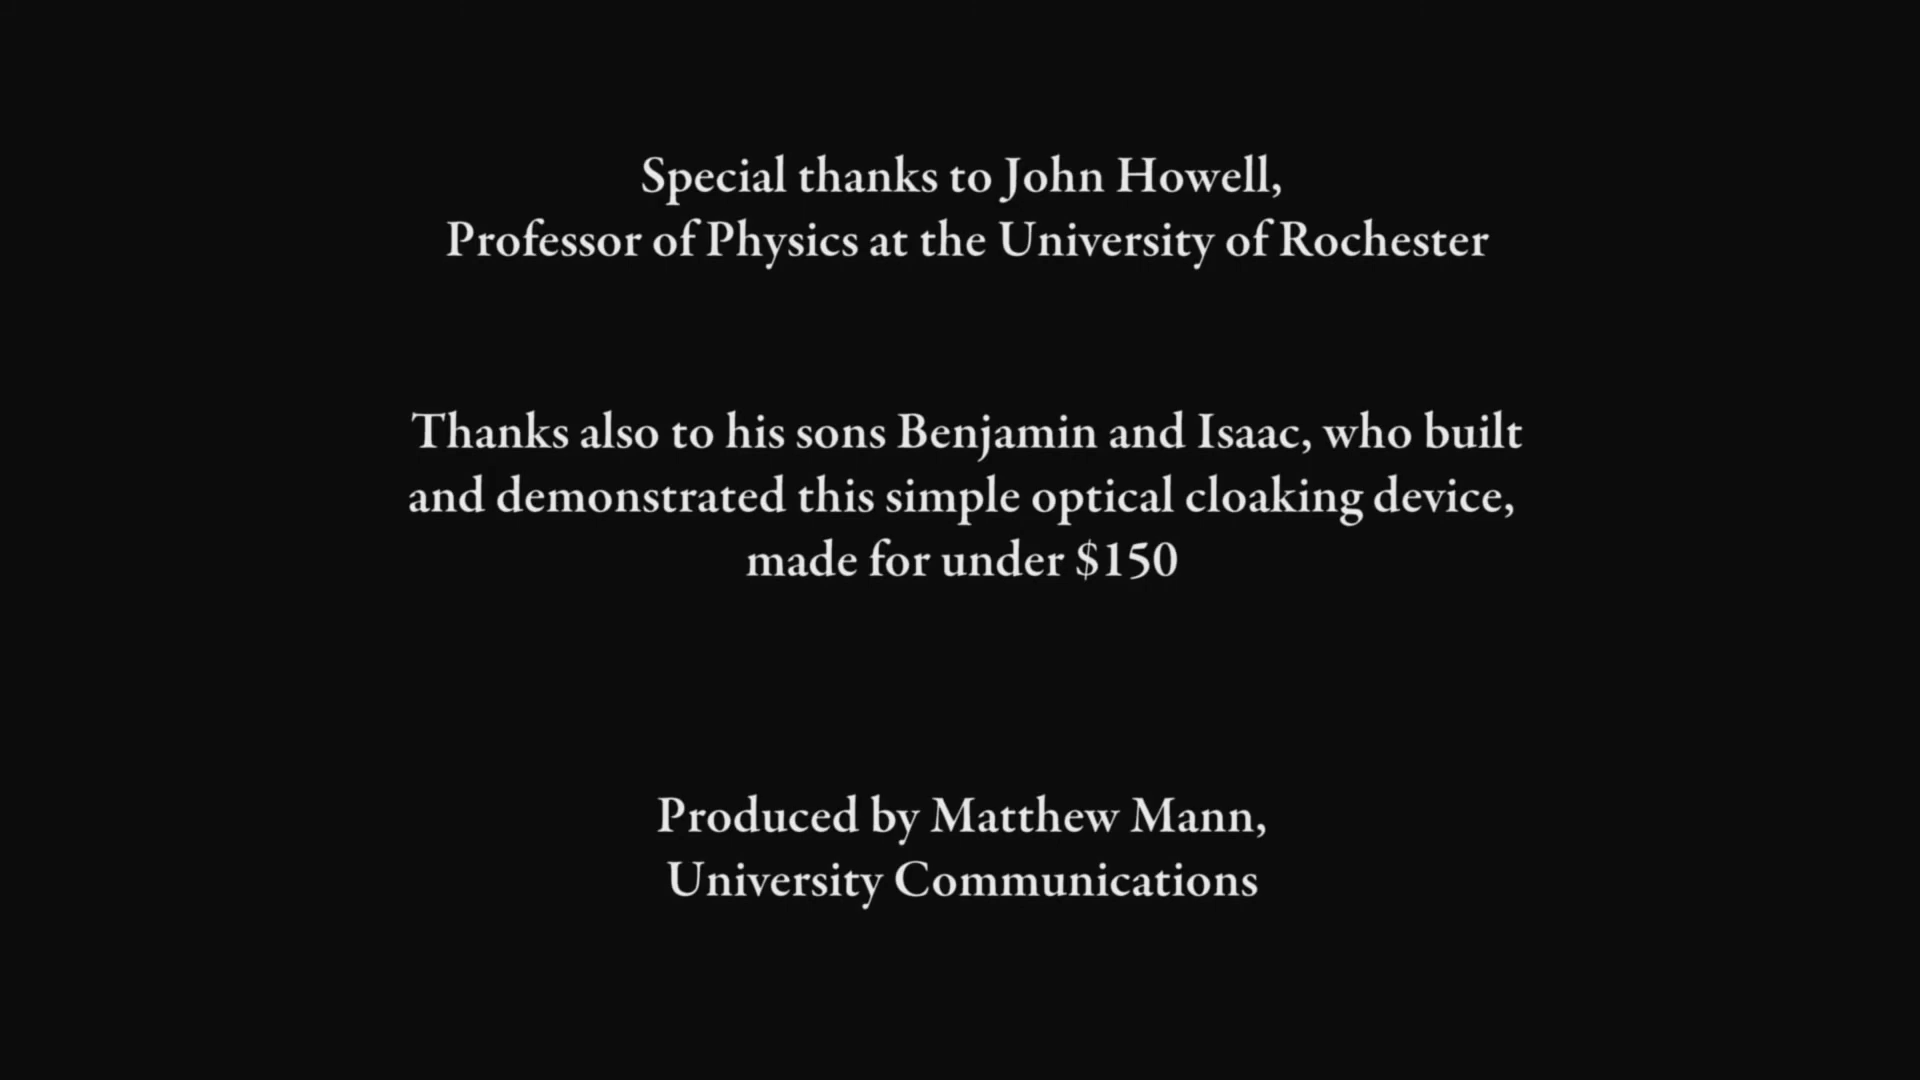 Special thanks to John Howell,
Professor of Physics at the University of Rochester
Thanks also to his sons Benjamin and Isaac, who built
and demonstrated this simple optical cloaking device,
made for under $150
Produced by Matthew Mann,
University Communications